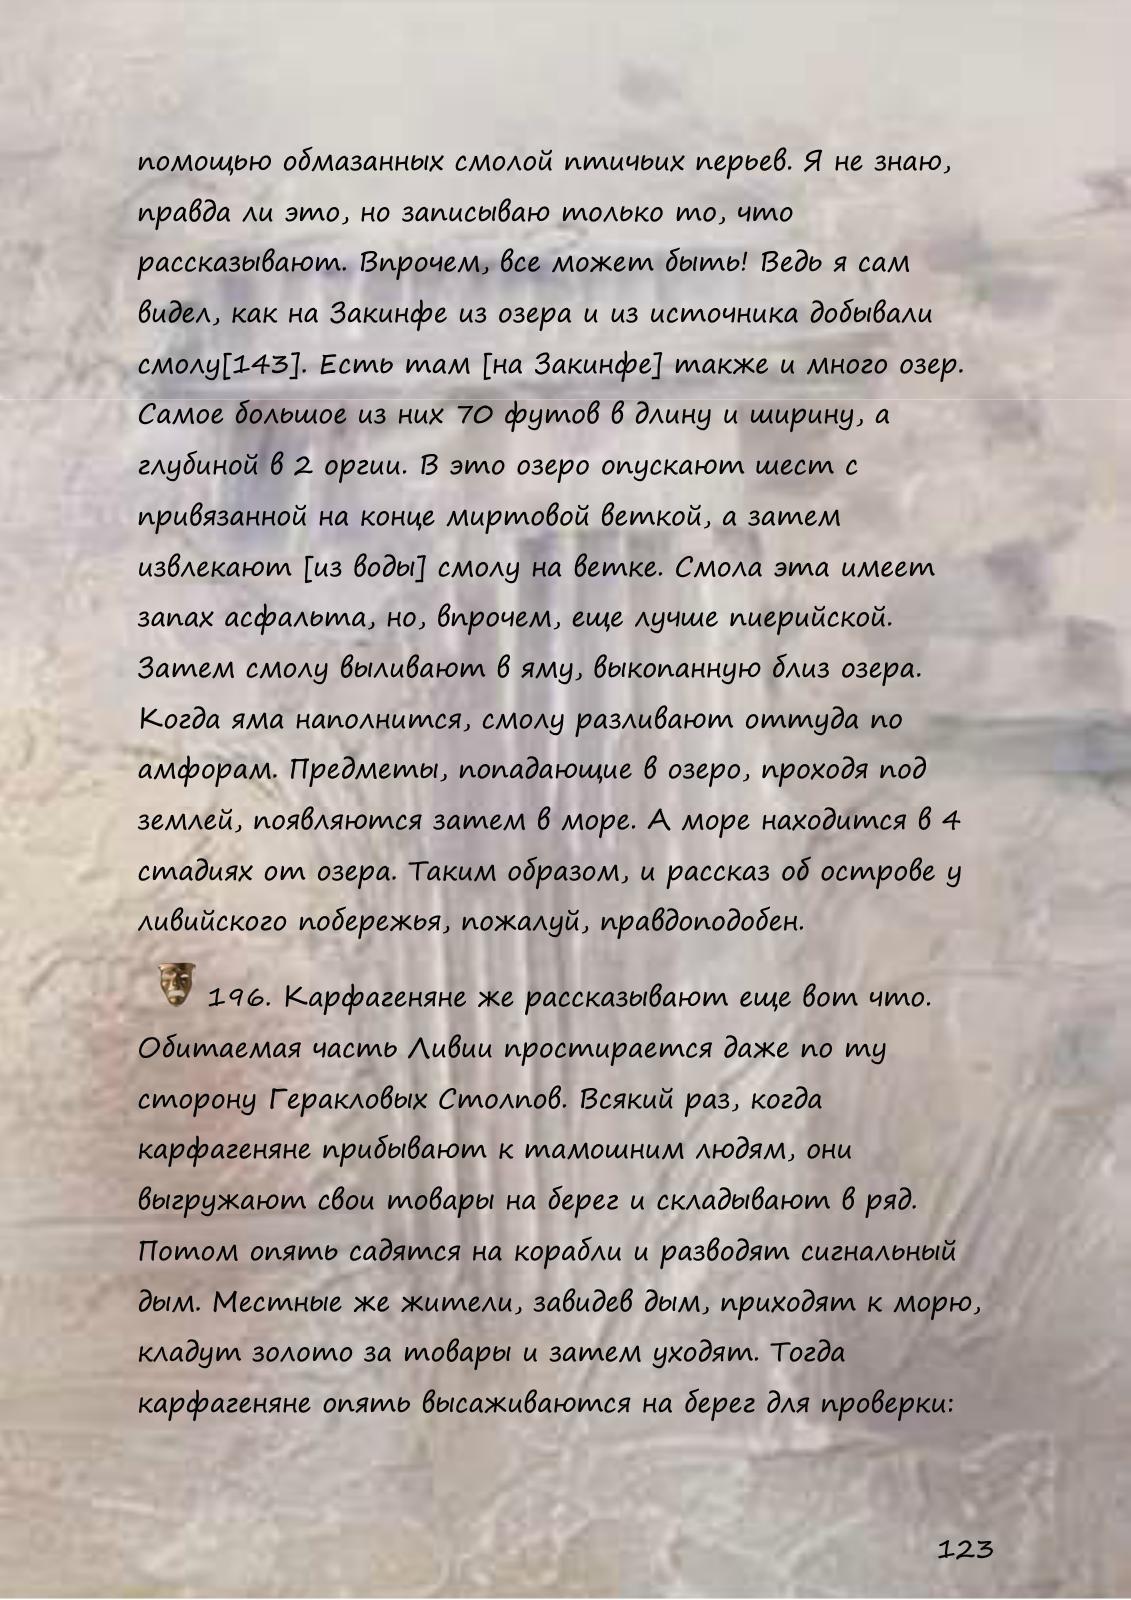 помощью обмазанных смолой птичьих перьев. Я не знаю,
правда ли это, но записываю только то, что
рассказывают. Впрочем, все может быть! Ведь я сам
видел, как на Закинфе из озера и из источника добывали
смолу[143]. Есть там [на Закинфе] также и много озер.
Самое большое из них 70 футов в длину и ширину, а
глубиной в 2 оргии. В это озеро опускают шест с
привязанной на конце миртовой веткой, а затем
извлекают [из воды] смолу на ветке. Смола эта имеет
запах асфальта, но, впрочем, еще лучше пиерийской.
Затем смолу выливают в яму, выкопанную близ озера.
Когда яма наполнится, смолу разливают оттуда по
амфорам. Предметы, попадающие в озеро, проходя под
землей, появляются затем в море. А море находится в 4
стадиях от озера. Таким образом, и рассказ об острове у
ливийского побережья, пожалуй, правдоподобен.
196. Карфагеняне же рассказывают еще вот что.
Обитаемая часть Ливии простирается даже по ту
сторону Геракловых Столпов. Всякий раз, когда
карфагеняне прибывают к тамошним людям, они
выгружают свои товары на берег и складывают в ряд.
Потом опять садятся на корабли и разводят сигнальный
дым. Местные же жители, завидев дым, приходят к морю,
кладут золото за товары и затем уходят. Тогда
карфагеняне опять высаживаются на берег для проверки:
123